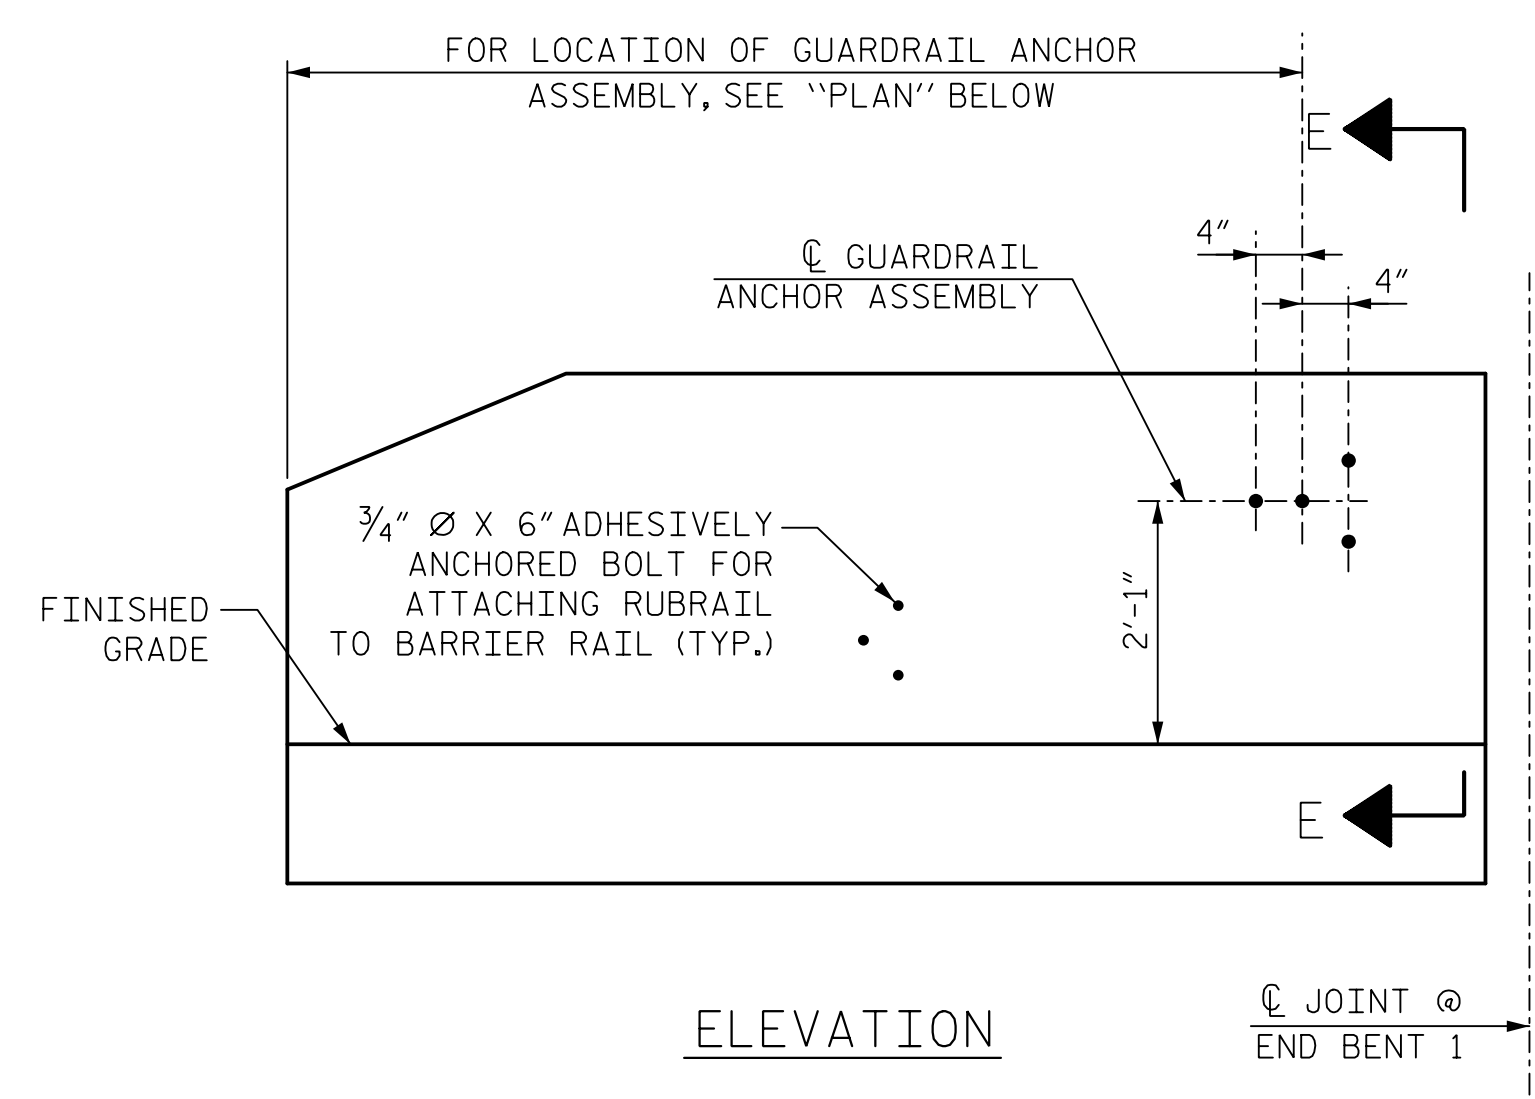 FOR LOCATION OF GUARDRAIL ANCHOR
ASSEMBLY, SEE "PLAN" BELOW
E
4"
℄ GUARDRAIL
ANCHOR ASSEMBLY
4"
3/4" Ø X 6" ADHESIVELY
ANCHORED BOLT FOR
ATTACHING RUBRAIL
TO BARRIER RAIL (TYP.)
FINISHED
GRADE
2'-1"
E
ELEVATION
℄ JOINT @
END BENT 1